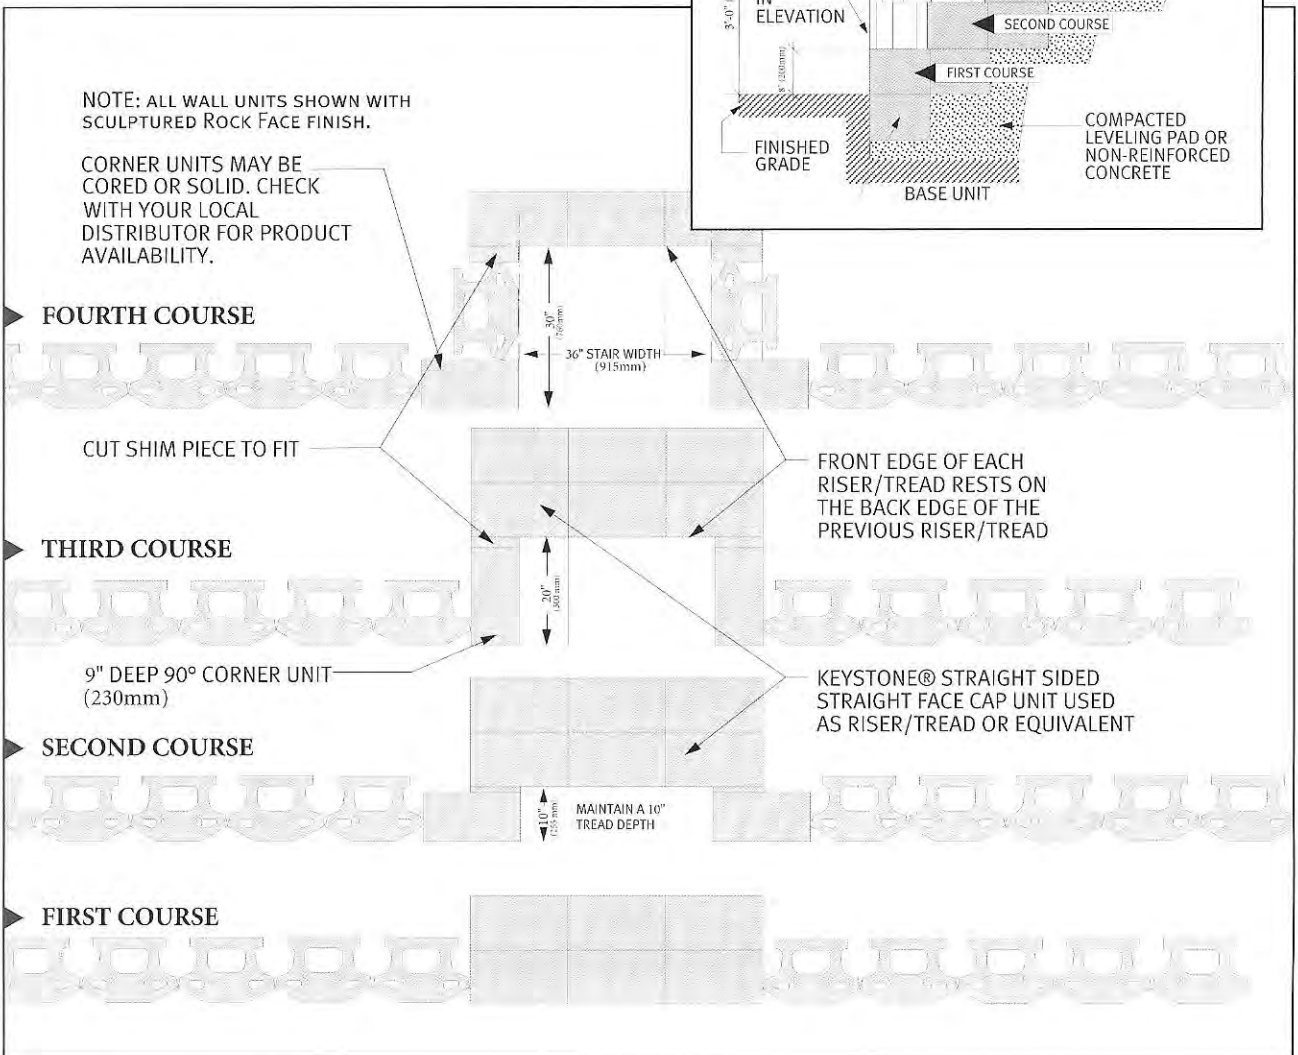 3'-0"
IN
ELEVATION
SECOND COURSE
8" (200mm)
FIRST COURSE
FINISHED
GRADE
COMPACTED
LEVELING PAD OR
NON-REINFORCED
CONCRETE
BASE UNIT
NOTE: ALL WALL UNITS SHOWN WITH
SCULPTURED ROCK FACE FINISH.
CORNER UNITS MAY BE
CORED OR SOLID. CHECK
WITH YOUR LOCAL
DISTRIBUTOR FOR PRODUCT
AVAILABILITY.
FOURTH COURSE
30"
(760mm)
36" STAIR WIDTH
(915mm)
CUT SHIM PIECE TO FIT
FRONT EDGE OF EACH
RISER/TREAD RESTS ON
THE BACK EDGE OF THE
PREVIOUS RISER/TREAD
THIRD COURSE
20"
9" DEEP 90° CORNER UNIT
(230mm)
KEYSTONE® STRAIGHT SIDED
STRAIGHT FACE CAP UNIT USED
AS RISER/TREAD OR EQUIVALENT
SECOND COURSE
10"
(255 mm)
MAINTAIN A 10"
TREAD DEPTH
FIRST COURSE